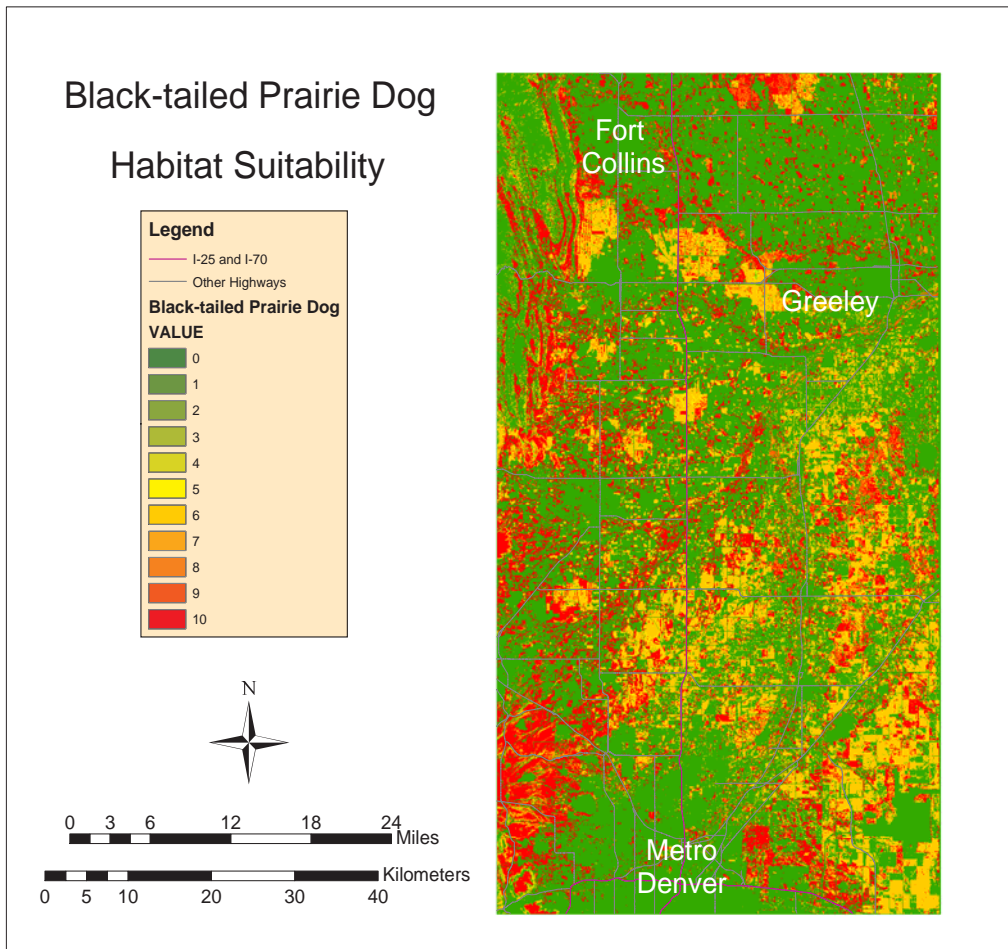 Black-tailed Prairie Dog
Habitat Suitability
Legend
I-25 and I-70
Other Highways
Black-tailed Prairie Dog
VALUE
0
1
2
3
4
5
6
7
8
9
10
N
0 3 6 12 18 24
Miles
Kilometers
0 5 10 20 30 40
Fort
Collins
Greeley
Metro
Denver